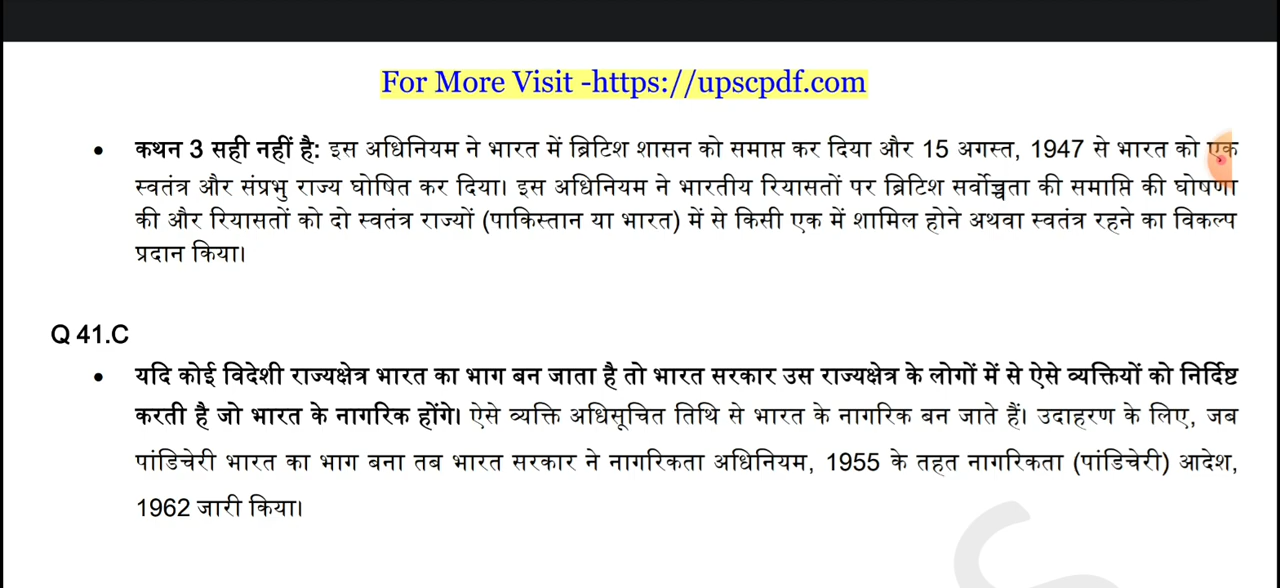 For More Visit -https://upscpdf.com
• कथन 3 सही नहीं है: इस अधिनियम ने भारत में ब्रिटिश शासन को समाप्त कर दिया और 15 अगस्त, 1947 से भारत को एक
स्वतंत्र और संप्रभु राज्य घोषित कर दिया। इस अधिनियम ने भारतीय रियासतों पर ब्रिटिश सर्वोच्चता की समाप्ति की घोषणा
की और रियासतों को दो स्वतंत्र राज्यों (पाकिस्तान या भारत) में से किसी एक में शामिल होने अथवा स्वतंत्र रहने का विकल्प
प्रदान किया।
Q 41.C
• यदि कोई विदेशी राज्यक्षेत्र भारत का भाग बन जाता है तो भारत सरकार उस राज्यक्षेत्र के लोगों में से ऐसे व्यक्तियों को निर्दिष्ट
करती है जो भारत के नागरिक होंगे। ऐसे व्यक्ति अधिसूचित तिथि से भारत के नागरिक बन जाते हैं। उदाहरण के लिए, जब
पांडिचेरी भारत का भाग बना तब भारत सरकार ने नागरिकता अधिनियम, 1955 के तहत नागरिकता (पांडिचेरी) आदेश,
1962 जारी किया।